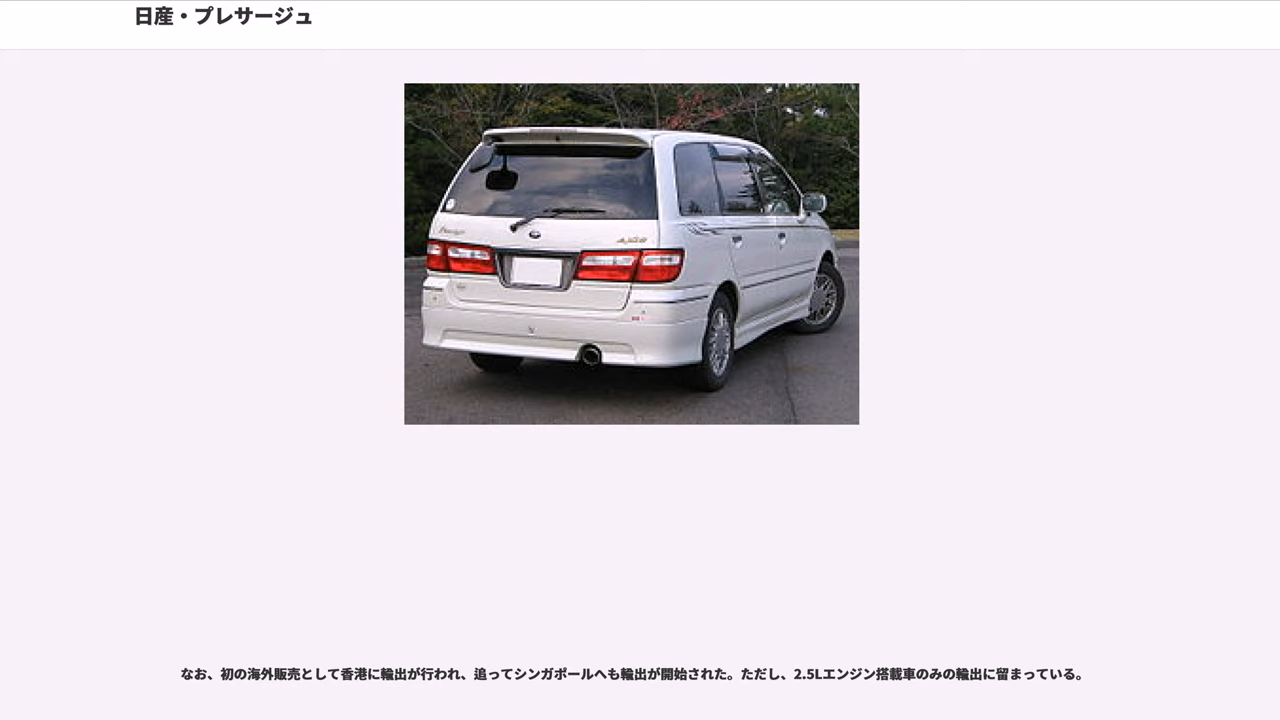 日産・プレサージュ
なお、初の海外販売として香港に輸出が行われ、追ってシンガポールへも輸出が開始された。ただし、2.5Lエンジン搭載車のみの輸出に留まっている。